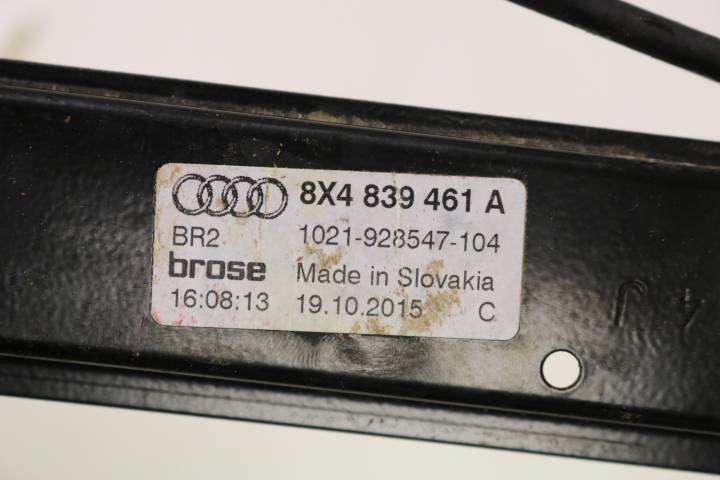 8X4 839 461 A
BR2 1021-928547-104
brose Made in Slovakia
16:08:13 19.10.2015 C